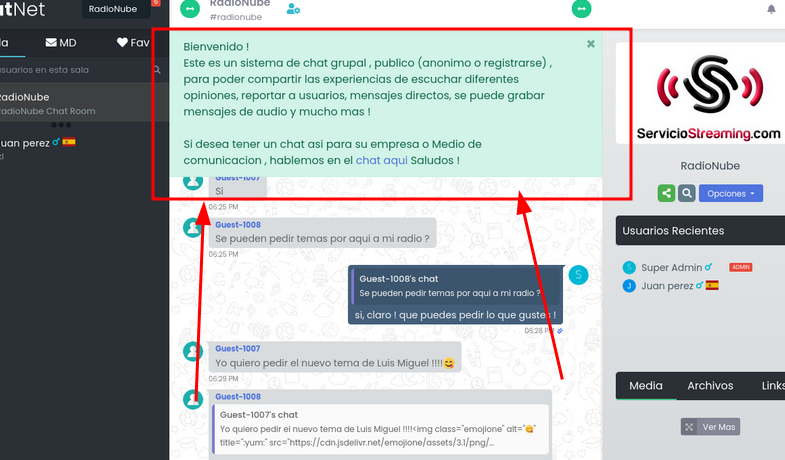 atNet
RadioNube
6
la
MD
Fav
suarios en esta sala
RadioNube
RadioNube Chat Room
Juan perez
RadioNube
#radionube
Bienvenido !
Este es un sistema de chat grupal , publico (anonimo o registrarse) ,
para poder compartir las experiencias de escuchar diferentes
opiniones, reportar a usuarios, mensajes directos, se puede grabar
mensajes de audio y mucho mas !
Si desea tener un chat asi para su empresa o Medio de
comunicacion , hablemos en el chat aqui Saludos !
Guest-1007
Si
06:25 PM
Guest-1008
Se pueden pedir temas por aqui a mi radio ?
06:25 PM
Guest-1008's chat
Se pueden pedir temas por aqui a mi radio ?
si, claro ! que puedes pedir lo que gustes !
S
06:28 PM
Guest-1007
Yo quiero pedir el nuevo tema de Luis Miguel !!!!😋
06:29 PM
Guest-1008
Guest-1007's chat
Yo quiero pedir el nuevo tema de Luis Miguel !!!!<img class="emojione" alt="😋"
title=":yum:" src="https://cdn.jsdelivr.net/emojione/assets/3.1/png/...
ServicioStreaming.com
RadioNube
Opciones
Usuarios Recientes
S Super Admin ADMIN
J Juan perez
Media Archivos Links
Ver Mas